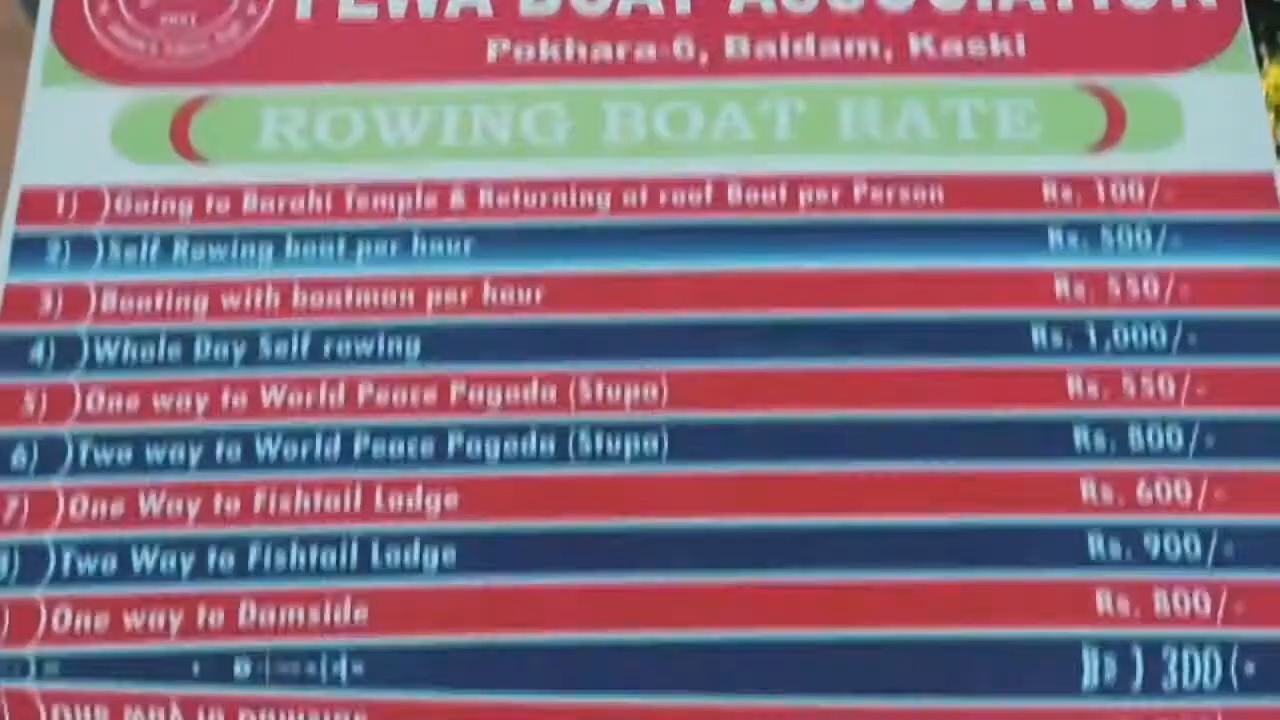 FEWA BOAT ASSOCIATION
Pokhara-6, Baidam, Kaski
ROWING BOAT RATE
1) Going to Barahi Temple & Returning at roof Boat per Person Rs. 100/-
2) Self Rowing boat per hour Rs. 500/-
3) Boating with boatman per hour Rs. 550/-
4) Whole Day Self rowing Rs. 1,000/-
5) One way to World Peace Pagoda (Stupa) Rs. 550/-
6) Two way to World Peace Pagoda (Stupa) Rs. 800/-
7) One Way to Fishtail Lodge Rs. 600/-
) Two Way to Fishtail Lodge Rs. 900/-
) One way to Damside Rs. 800/-